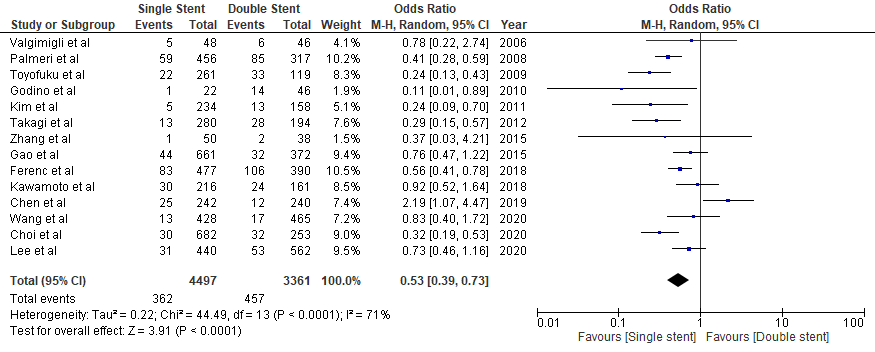 Single Stent Double Stent Odds Ratio Odds Ratio
Study or Subgroup Events Total Events Total Weight M-H, Random, 95% CI Year M-H, Random, 95% CI
Valgimigli et al 5 48 6 46 4.1% 0.78 [0.22, 2.74] 2006
Palmeri et al 59 456 85 317 10.2% 0.41 [0.28, 0.59] 2008
Toyofuku et al 22 261 33 119 8.4% 0.24 [0.13, 0.43] 2009
Godino et al 1 22 14 46 2.0% 0.11 [0.01, 0.89] 2010
Kim et al 5 234 13 158 5.1% 0.24 [0.09, 0.70] 2011
Takagi et al 13 280 28 194 7.8% 0.29 [0.15, 0.57] 2012
Zhang et al 1 50 2 38 1.5% 0.37 [0.03, 4.21] 2015
Gao et al 44 661 32 372 9.4% 0.76 [0.47, 1.22] 2015
Ferenc et al 83 477 106 390 10.6% 0.56 [0.41, 0.78] 2018
Kawamoto et al 30 216 24 161 8.6% 0.92 [0.52, 1.64] 2018
Chen et al 25 242 12 240 7.5% 2.19 [1.07, 4.47] 2019
Wang et al 13 428 17 465 7.2% 0.83 [0.40, 1.72] 2020
Choi et al 30 682 32 253 9.0% 0.32 [0.19, 0.53] 2020
Lee et al 31 440 53 562 9.5% 0.73 [0.46, 1.16] 2020
Total (95% CI) 4497 3361 100.0% 0.53 [0.39, 0.73]
Total events 362 457
Heterogeneity: Tau² = 0.22; Chi² = 44.49, df = 13 (P < 0.0001); I² = 71%
Test for overall effect: Z = 3.91 (P < 0.0001)
0.01 0.1 1 10 100
Favours [Single stent] Favours [Double stent]